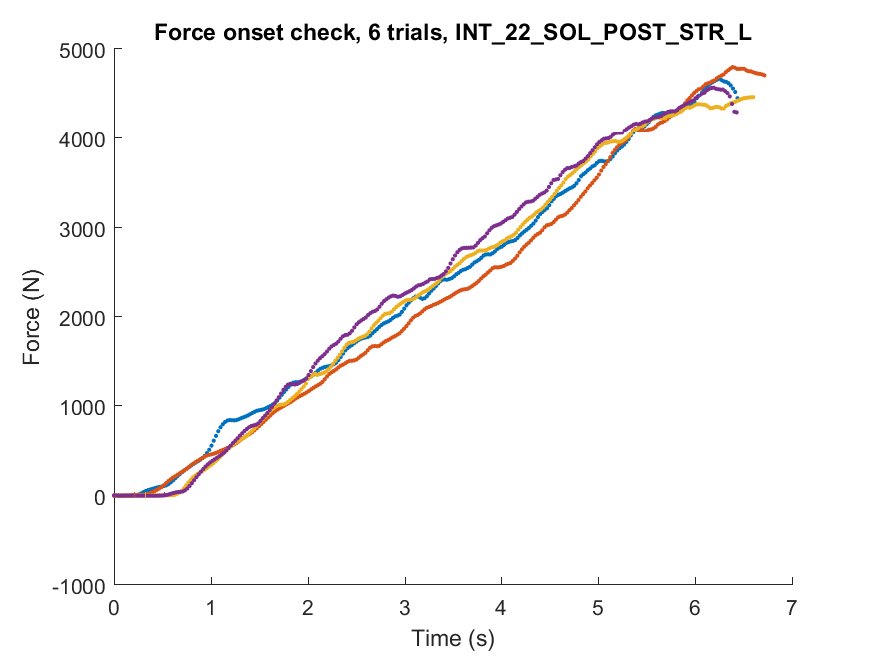 Force onset check, 6 trials, INT_22_SOL_POST_STR_L
5000
4000
3000
2000
1000
0
-1000
Force (N)
0 1 2 3 4 5 6 7
Time (s)